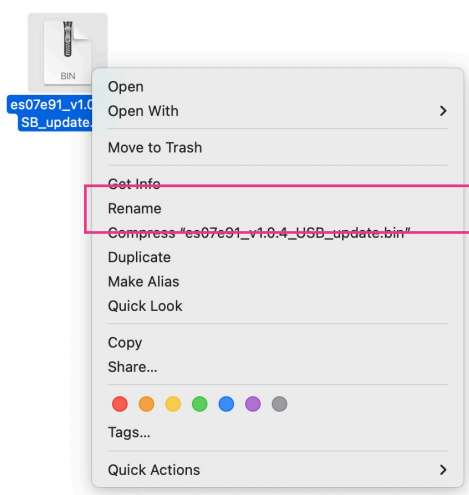 BIN
es07e91_v1.0
SB_update.
Open
Open With
Move to Trash
Get Info
Rename
Compress “es07e91_v1.0.4_USB_update.bin”
Duplicate
Make Alias
Quick Look
Copy
Share...
Tags...
Quick Actions